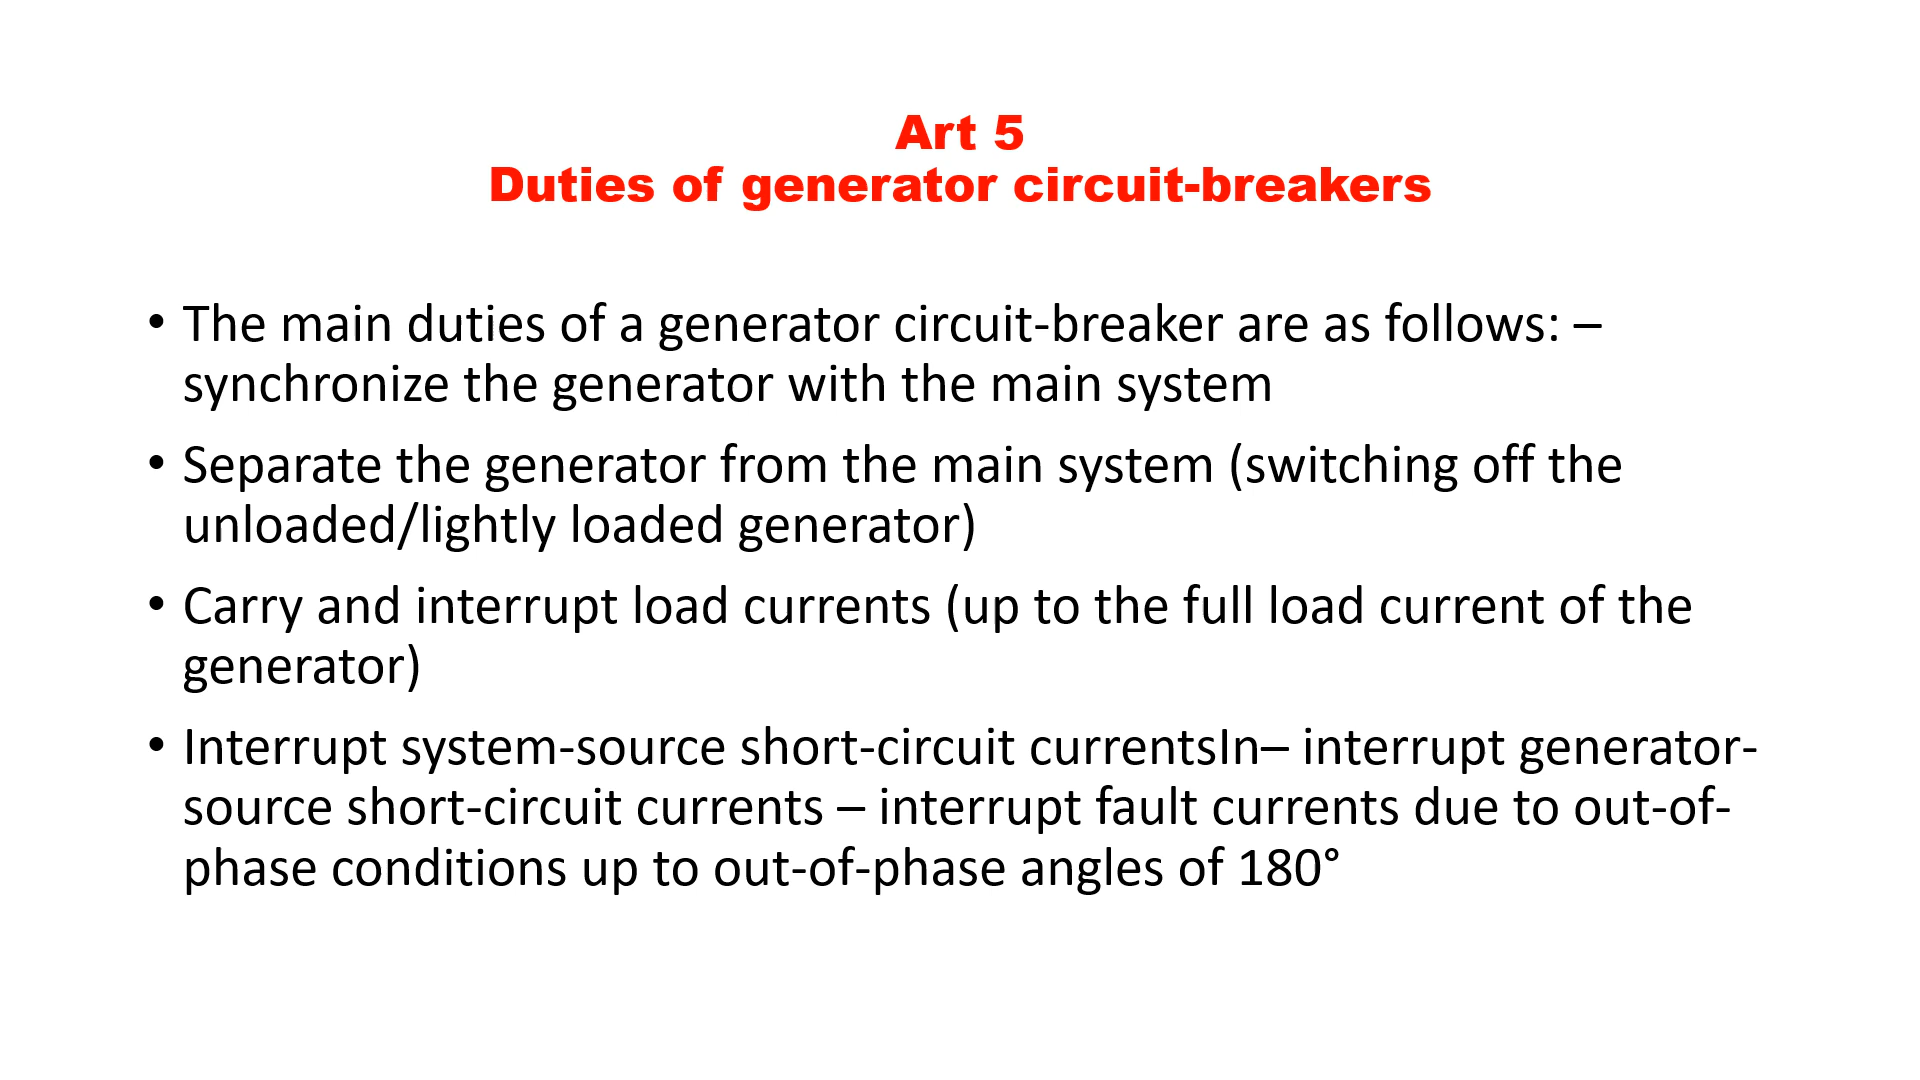 Art 5
Duties of generator circuit-breakers
• The main duties of a generator circuit-breaker are as follows: –
synchronize the generator with the main system
• Separate the generator from the main system (switching off the
unloaded/lightly loaded generator)
• Carry and interrupt load currents (up to the full load current of the
generator)
• Interrupt system-source short-circuit currentsIn– interrupt generator-
source short-circuit currents – interrupt fault currents due to out-of-
phase conditions up to out-of-phase angles of 180°